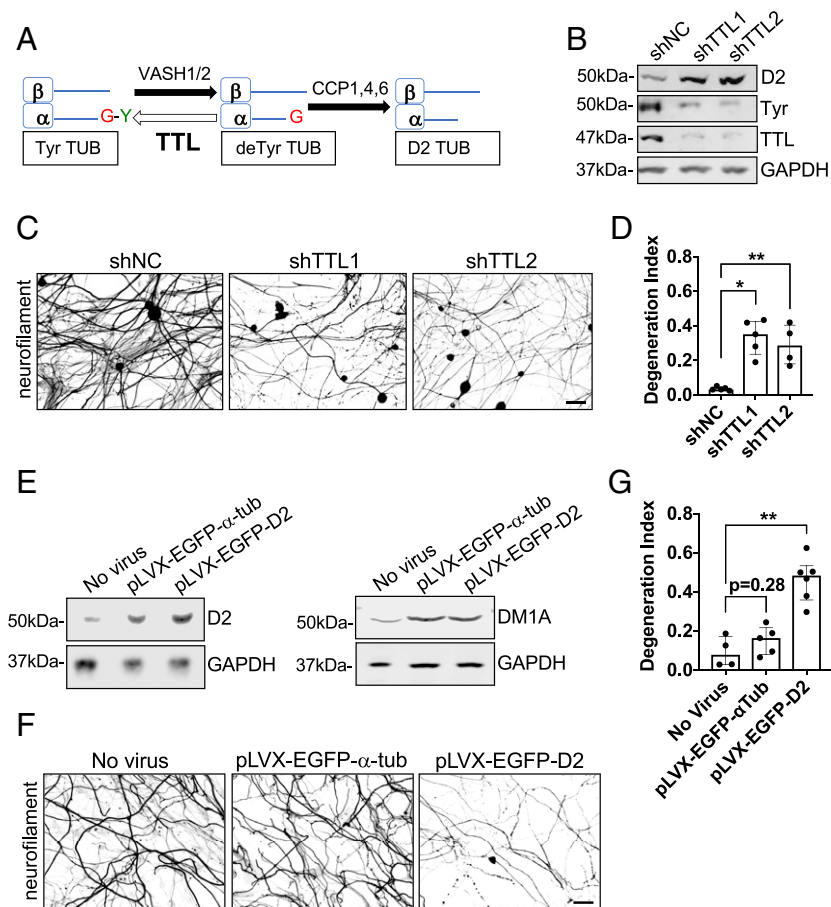 A
VASH1/2
CCP1,4,6
β
β
β
α
G-Y
α
G
α
Tyr TUB
TTL
deTyr TUB
D2 TUB
B
shNC
shTTL1
shTTL2
50kDa-
D2
50kDa-
Tyr
47kDa-
TTL
37kDa-
GAPDH
C
shNC
shTTL1
shTTL2
neurofilament
D
Degeneration Index
0.8
0.6
0.4
0.2
0.0
*
**
shNC
shTTL1
shTTL2
E
No virus
pLVX-EGFP-α-tub
pLVX-EGFP-D2
50kDa-
D2
37kDa-
GAPDH
No virus
pLVX-EGFP-α-tub
pLVX-EGFP-D2
50kDa-
DM1A
37kDa-
GAPDH
G
Degeneration Index
0.8
0.6
0.4
0.2
0.0
**
p=0.28
No Virus
pLVX-EGFP-αTub
pLVX-EGFP-D2
F
No virus
pLVX-EGFP-α-tub
pLVX-EGFP-D2
neurofilament